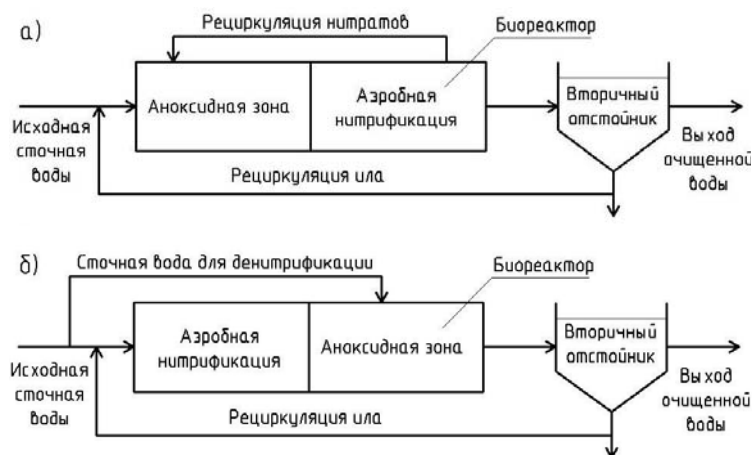 а)
Рециркуляция нитратов
Биореактор
Аноксидная зона
Аэробная
нитрификация
Вторичный
отстойник
Исходная
сточная
воды
Выход
очищенной
воды
Рециркуляция ила
б)
Сточная вода для денитрификации
Биореактор
Аэробная
нитрификация
Аноксидная зона
Вторичный
отстойник
Исходная
сточная
воды
Выход
очищенной
воды
Рециркуляция ила